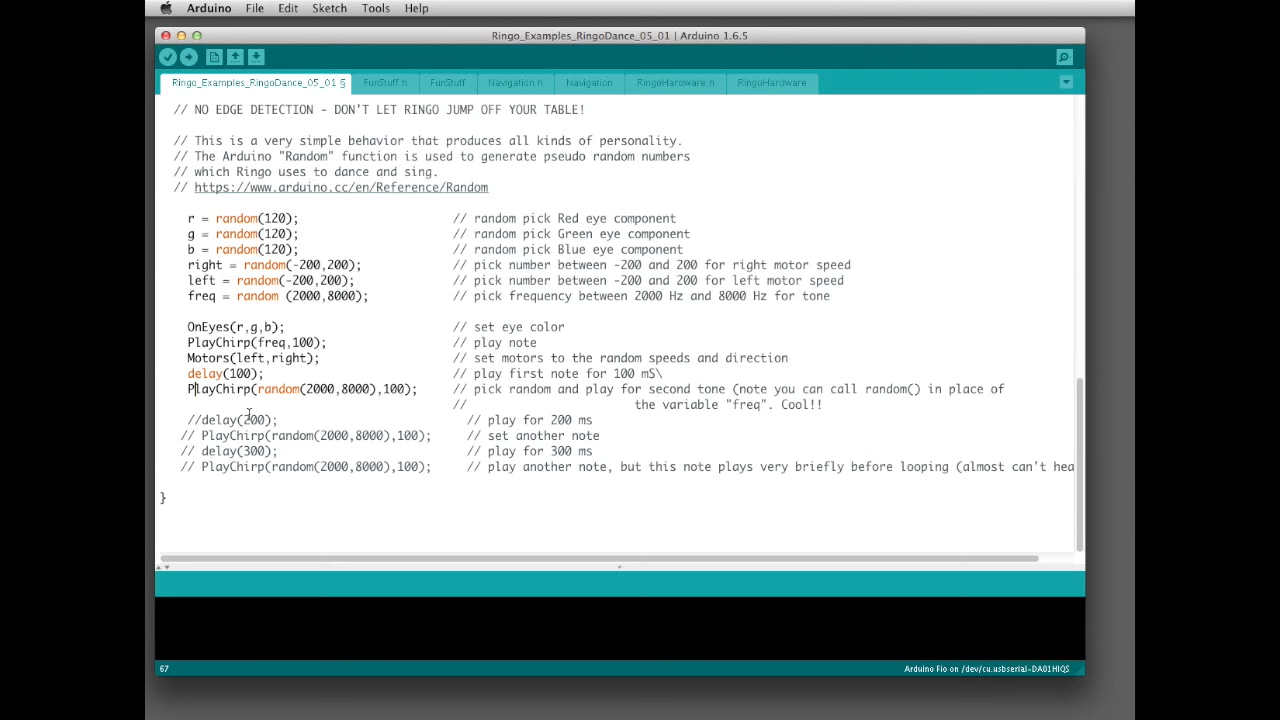 Arduino File Edit Sketch Tools Help
Ringo_Examples_RingoDance_05_01 | Arduino 1.6.5
Ringo_Examples_RingoDance_05_01 § FunStuff.h FunStuff Navigation.h Navigation RingoHardware.h RingoHardware
// NO EDGE DETECTION - DON'T LET RINGO JUMP OFF YOUR TABLE!
// This is a very simple behavior that produces all kinds of personality.
// The Arduino "Random" function is used to generate pseudo random numbers
// which Ringo uses to dance and sing.
// https://www.arduino.cc/en/Reference/Random
r = random(120); // random pick Red eye component
g = random(120); // random pick Green eye component
b = random(120); // random pick Blue eye component
right = random(-200,200); // pick number between -200 and 200 for right motor speed
left = random(-200,200); // pick number between -200 and 200 for left motor speed
freq = random (2000,8000); // pick frequency between 2000 Hz and 8000 Hz for tone
OnEyes(r,g,b); // set eye color
PlayChirp(freq,100); // play note
Motors(left,right); // set motors to the random speeds and direction
delay(100); // play first note for 100 mS\
PlayChirp(random(2000,8000),100); // pick random and play for second tone (note you can call random() in place of
// the variable "freq". Cool!!
//delay(200); // play for 200 ms
// PlayChirp(random(2000,8000),100); // set another note
// delay(300); // play for 300 ms
// PlayChirp(random(2000,8000),100); // play another note, but this note plays very briefly before looping (almost can't hea
}
67 Arduino Fio on /dev/cu.usbserial-DA01HIQS